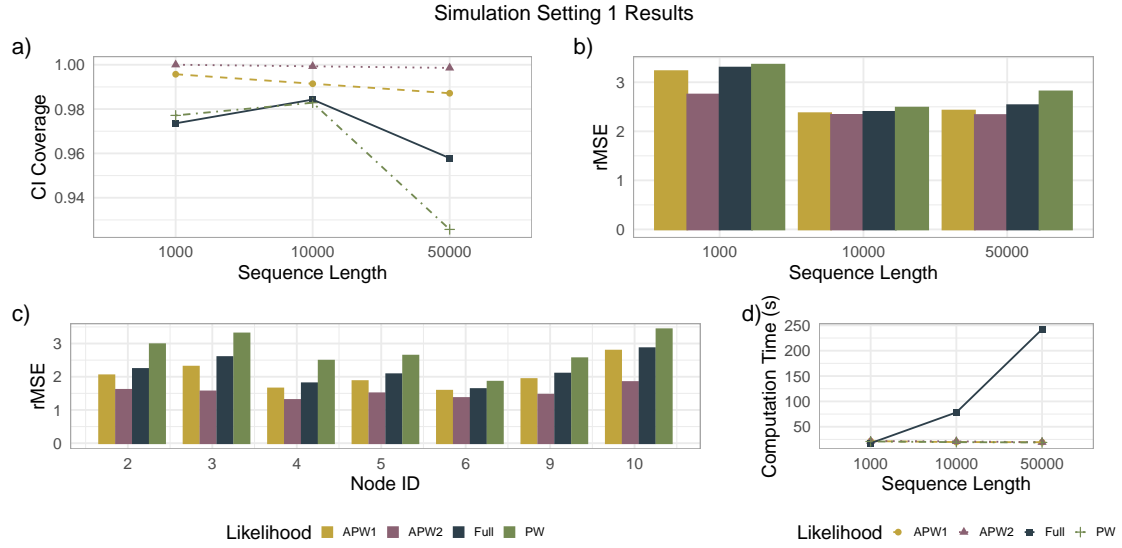 Simulation Setting 1 Results
a)
CI Coverage
1.00
0.98
0.96
0.94
1000
10000
50000
Sequence Length
b)
rMSE
3
2
1
0
1000
10000
50000
Sequence Length
c)
rMSE
3
2
1
0
2
3
4
5
6
9
10
Node ID
d)
Computation Time (s)
250
200
150
100
50
1000
10000
50000
Sequence Length
Likelihood APW1 APW2 Full PW
Likelihood APW1 APW2 Full PW